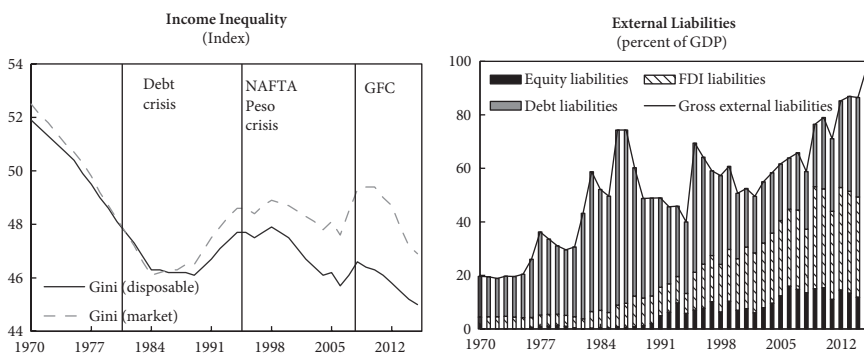 Income Inequality
(Index)
54
52
50
48
46
44
Debt
crisis
NAFTA
Peso
crisis
GFC
Gini (disposable)
Gini (market)
1970 1977 1984 1991 1998 2005 2012
External Liabilities
(percent of GDP)
100
80
60
40
20
0
Equity liabilities FDI liabilities
Debt liabilities Gross external liabilities
1970 1977 1984 1991 1998 2005 2012